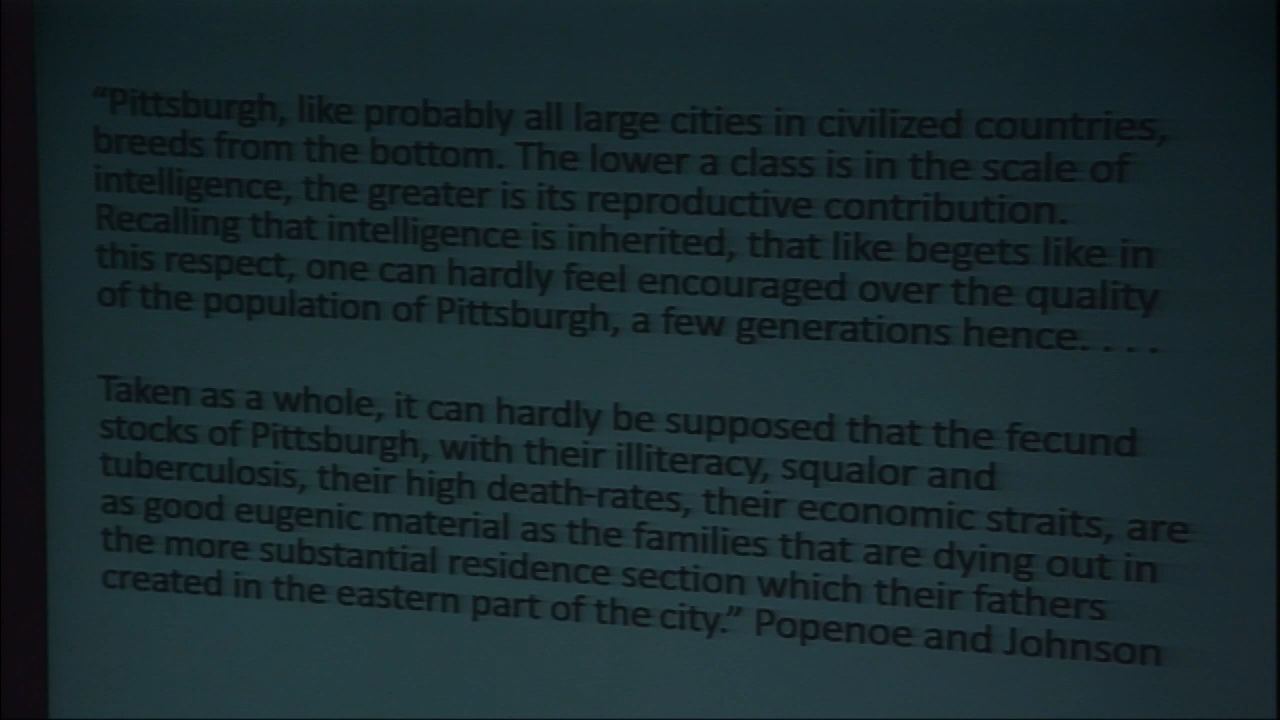 “Pittsburgh, like probably all large cities in civilized countries,
breeds from the bottom. The lower a class is in the scale of
intelligence, the greater is its reproductive contribution.
Recalling that intelligence is inherited, that like begets like in
this respect, one can hardly feel encouraged over the quality
of the population of Pittsburgh, a few generations hence. . . .
Taken as a whole, it can hardly be supposed that the fecund
stocks of Pittsburgh, with their illiteracy, squalor and
tuberculosis, their high death-rates, their economic straits, are
as good eugenic material as the families that are dying out in
the more substantial residence section which their fathers
created in the eastern part of the city.” Popenoe and Johnson